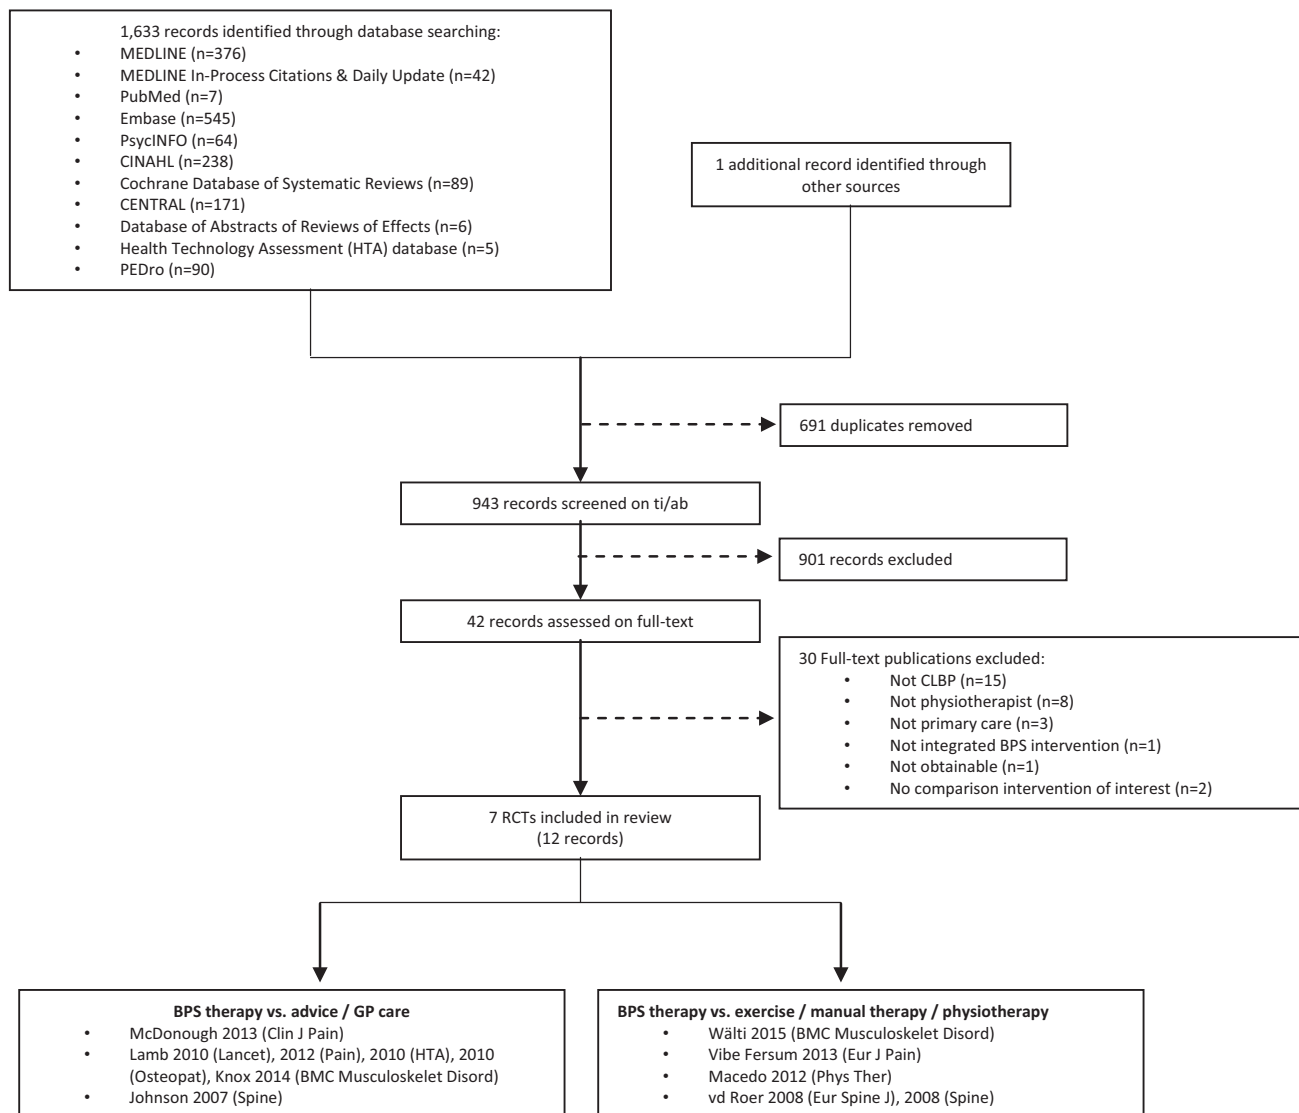 1,633 records identified through database searching:
• MEDLINE (n=376)
• MEDLINE In-Process Citations & Daily Update (n=42)
• PubMed (n=7)
• Embase (n=545)
• PsycINFO (n=64)
• CINAHL (n=238)
• Cochrane Database of Systematic Reviews (n=89)
• CENTRAL (n=171)
• Database of Abstracts of Reviews of Effects (n=6)
• Health Technology Assessment (HTA) database (n=5)
• PEDro (n=90)
1 additional record identified through
other sources
691 duplicates removed
943 records screened on ti/ab
901 records excluded
42 records assessed on full-text
30 Full-text publications excluded:
• Not CLBP (n=15)
• Not physiotherapist (n=8)
• Not primary care (n=3)
• Not integrated BPS intervention (n=1)
• Not obtainable (n=1)
• No comparison intervention of interest (n=2)
7 RCTs included in review
(12 records)
BPS therapy vs. advice / GP care
• McDonough 2013 (Clin J Pain)
• Lamb 2010 (Lancet), 2012 (Pain), 2010 (HTA), 2010
(Osteopat), Knox 2014 (BMC Musculoskelet Disord)
• Johnson 2007 (Spine)
BPS therapy vs. exercise / manual therapy / physiotherapy
• Wälti 2015 (BMC Musculoskelet Disord)
• Vibe Fersum 2013 (Eur J Pain)
• Macedo 2012 (Phys Ther)
• vd Roer 2008 (Eur Spine J), 2008 (Spine)